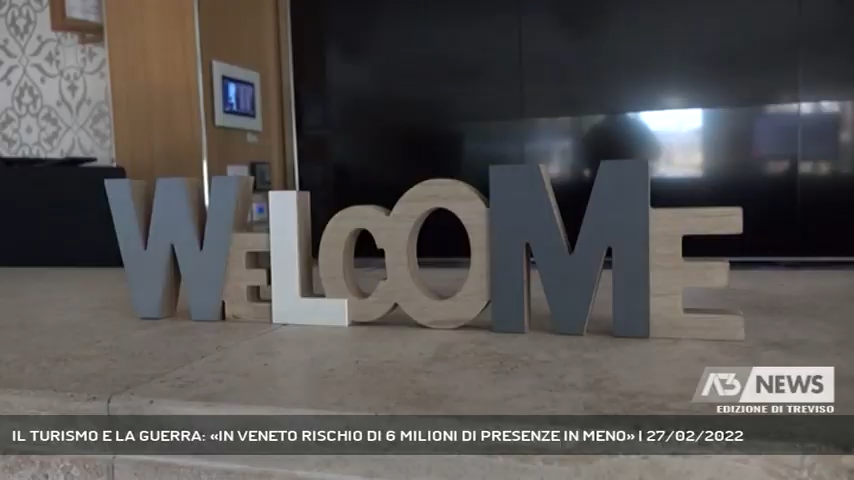 WELCOME
A3 NEWS
EDIZIONE DI TREVISO
IL TURISMO E LA GUERRA: «IN VENETO RISCHIO DI 6 MILIONI DI PRESENZE IN MENO» | 27/02/2022